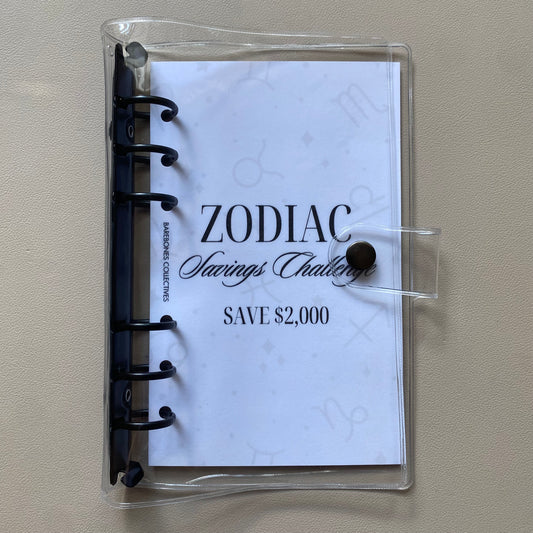 ZODIAC
Savings Challenge
SAVE $2,000
BAREBONES COLLECTIVES